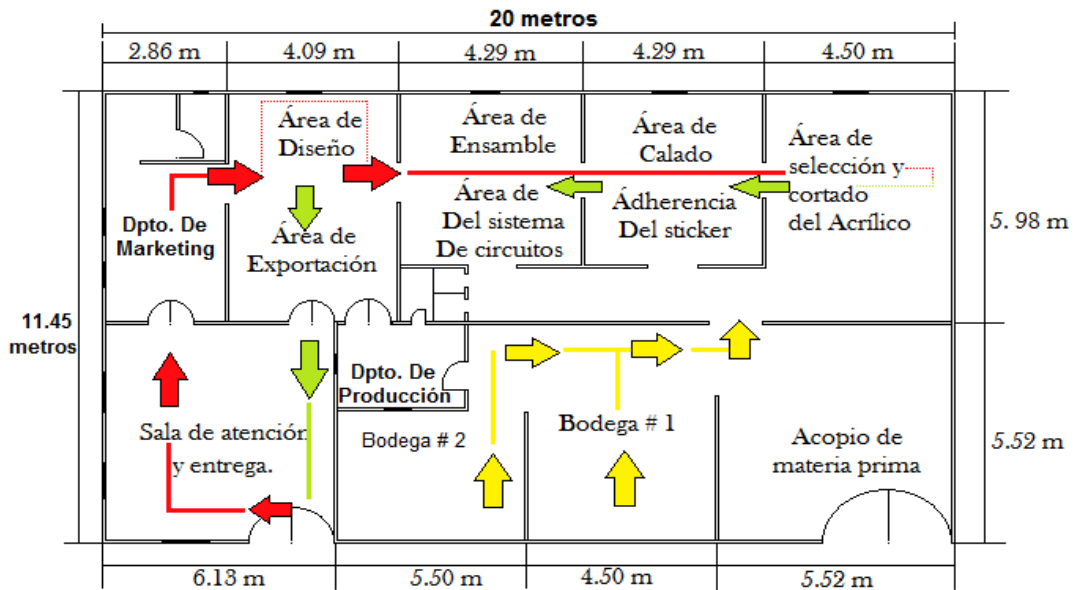 20 metros
2.86 m
4.09 m
4.29 m
4.29 m
4.50 m
Área de
Diseño
Área de
Ensamble
Área de
Calado
Área de
selección y
cortado
del Acrílico
Dpto. De
Marketing
Área de
Exportación
Área de
Del sistema
De circuitos
Ádherencia
Del sticker
5. 98 m
11.45
metros
Dpto. De
Producción
Sala de atención
y entrega.
Bodega # 2
Bodega # 1
Acopio de
materia prima
5.52 m
6.13 m
5.50 m
4.50 m
5.52 m